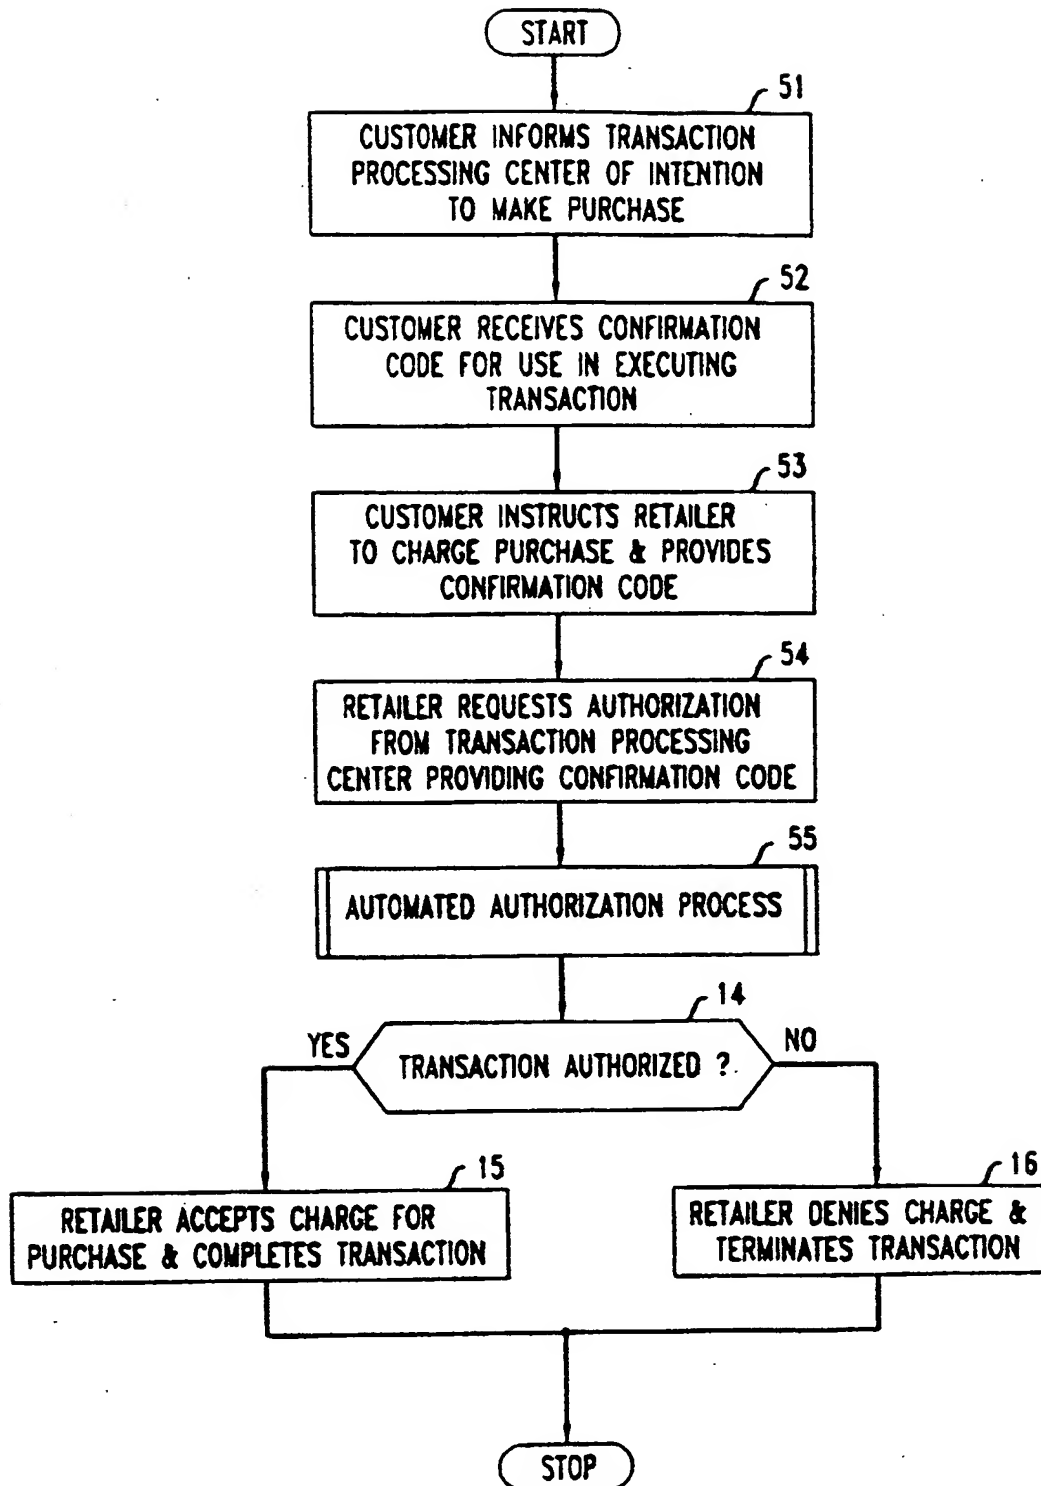 START
51
CUSTOMER INFORMS TRANSACTION
PROCESSING CENTER OF INTENTION
TO MAKE PURCHASE
52
CUSTOMER RECEIVES CONFIRMATION
CODE FOR USE IN EXECUTING
TRANSACTION
53
CUSTOMER INSTRUCTS RETAILER
TO CHARGE PURCHASE & PROVIDES
CONFIRMATION CODE
54
RETAILER REQUESTS AUTHORIZATION
FROM TRANSACTION PROCESSING
CENTER PROVIDING CONFIRMATION CODE
55
AUTOMATED AUTHORIZATION PROCESS
14
YES
TRANSACTION AUTHORIZED ?
NO
15
RETAILER ACCEPTS CHARGE FOR
PURCHASE & COMPLETES TRANSACTION
16
RETAILER DENIES CHARGE &
TERMINATES TRANSACTION
STOP